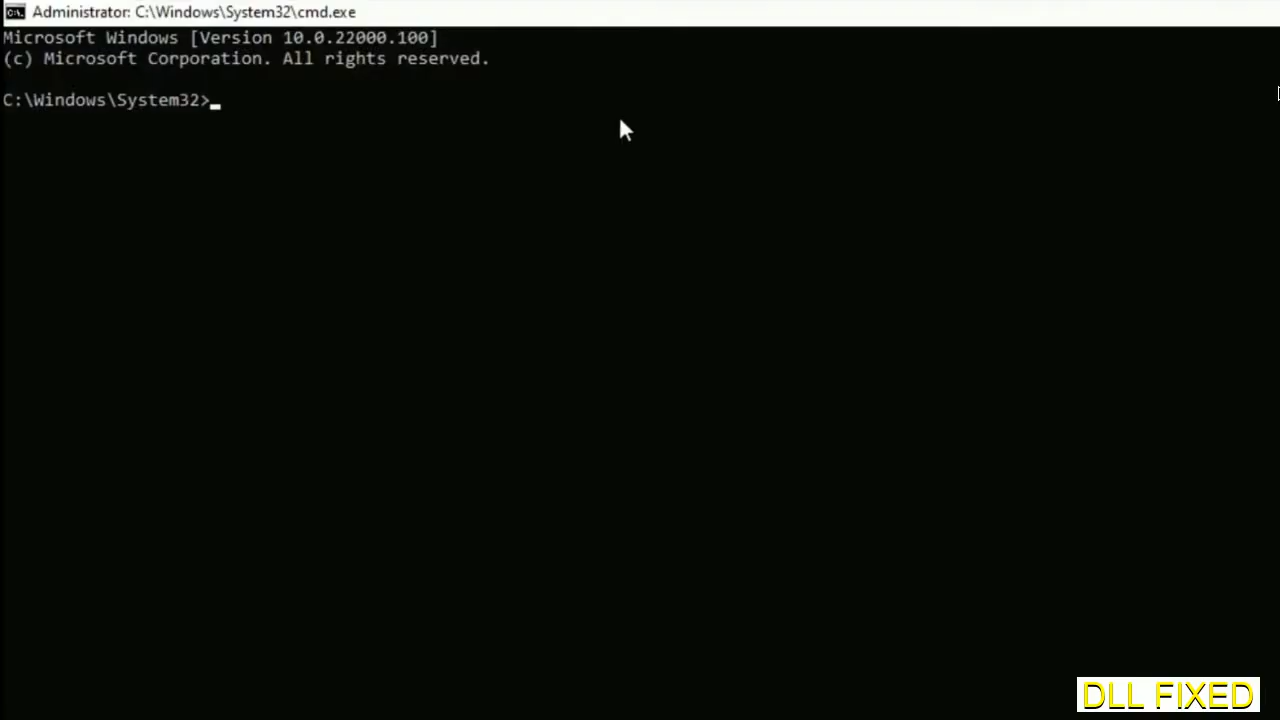 Administrator: C:\Windows\System32\cmd.exe
Microsoft Windows [Version 10.0.22000.100]
(c) Microsoft Corporation. All rights reserved.
C:\Windows\System32>
DLL FIXED